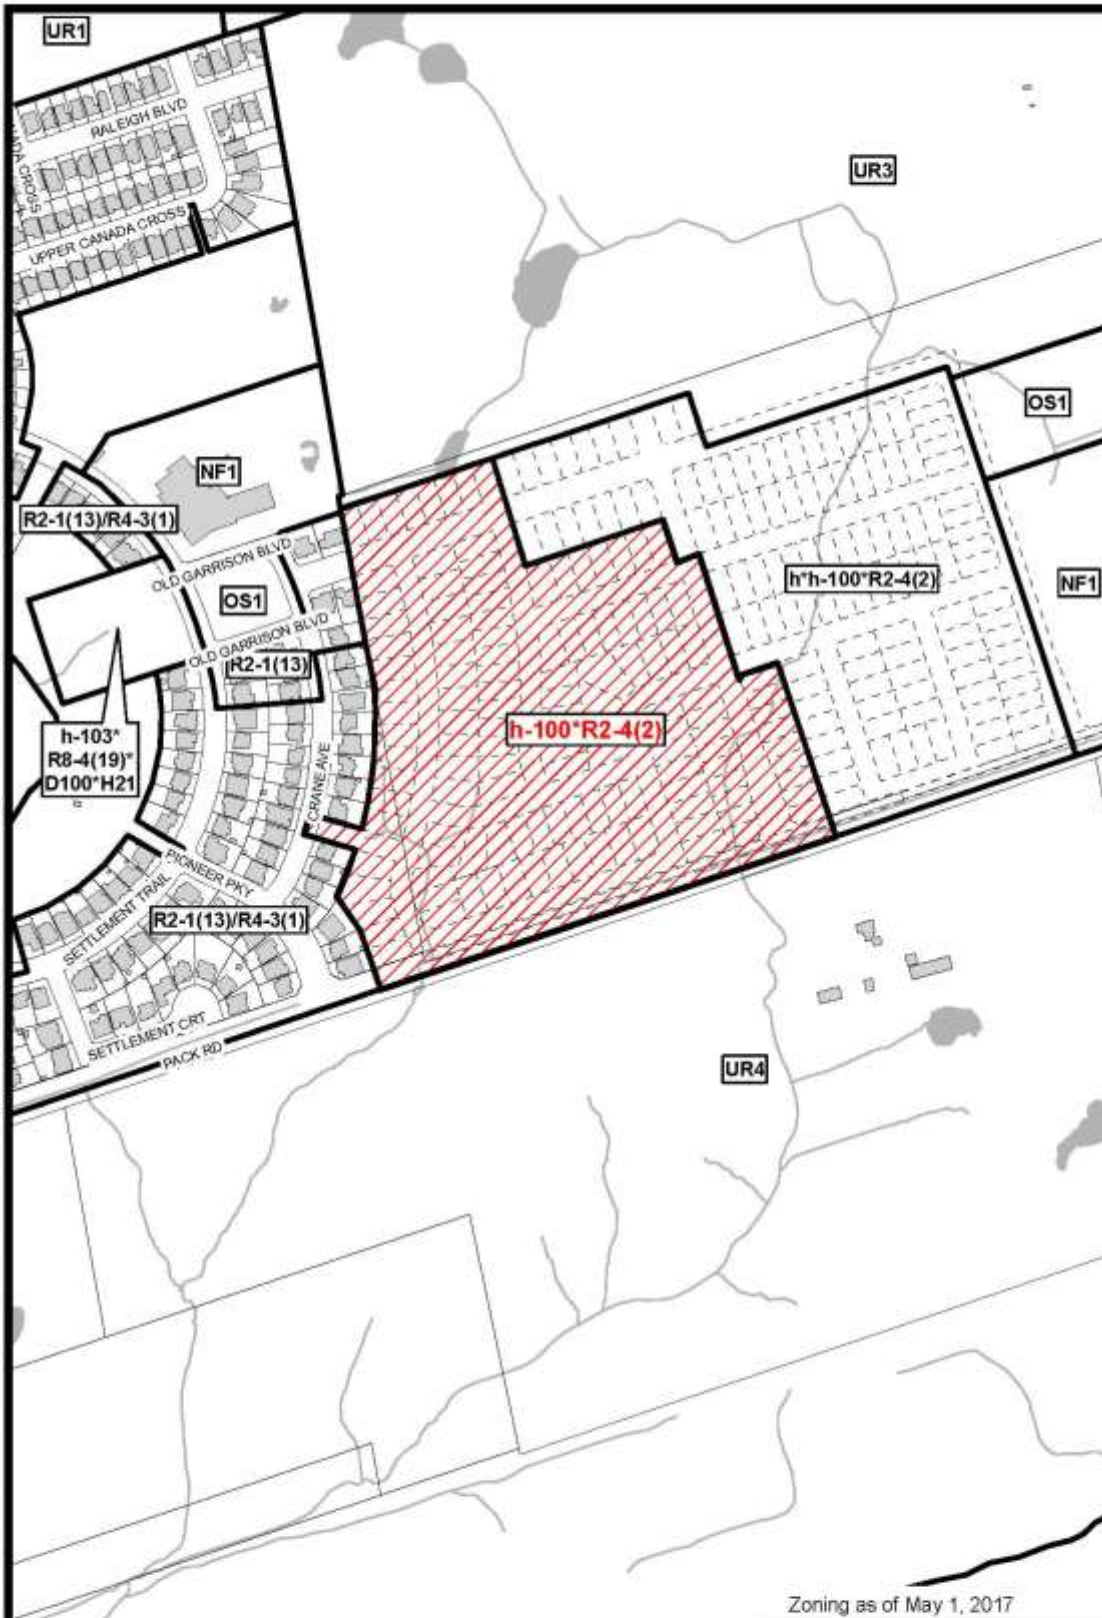 UR1
RALEIGH BLVD
ADA CROSS
UPPER CANADA CROSS
UR3
OS1
NF1
R2-1(13)/R4-3(1)
OLD GARRISON BLVD
OS1
h*h-100*R2-4(2)
NF1
OLD GARRISON BLVD
R2-1(13)
h-100*R2-4(2)
h-103*
R8-4(19)*
D100*H21
CRANE AVE
PIONEER PKY
SETTLEMENT TRAIL
R2-1(13)/R4-3(1)
SETTLEMENT CRT
PACK RD
UR4
Zoning as of May 1, 2017